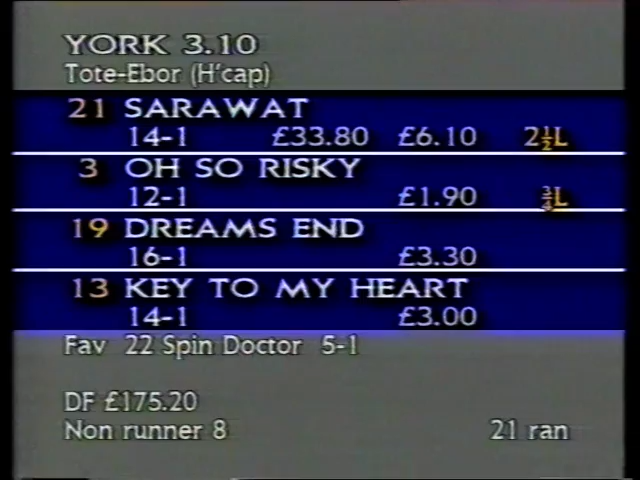 YORK 3.10
Tote-Ebor (H'cap)
21 SARAWAT
14-1 £33.80 £6.10 2½L
3 OH SO RISKY
12-1 £1.90 ¾L
19 DREAMS END
16-1 £3.30
13 KEY TO MY HEART
14-1 £3.00
Fav 22 Spin Doctor 5-1
DF £175.20
Non runner 8 21 ran